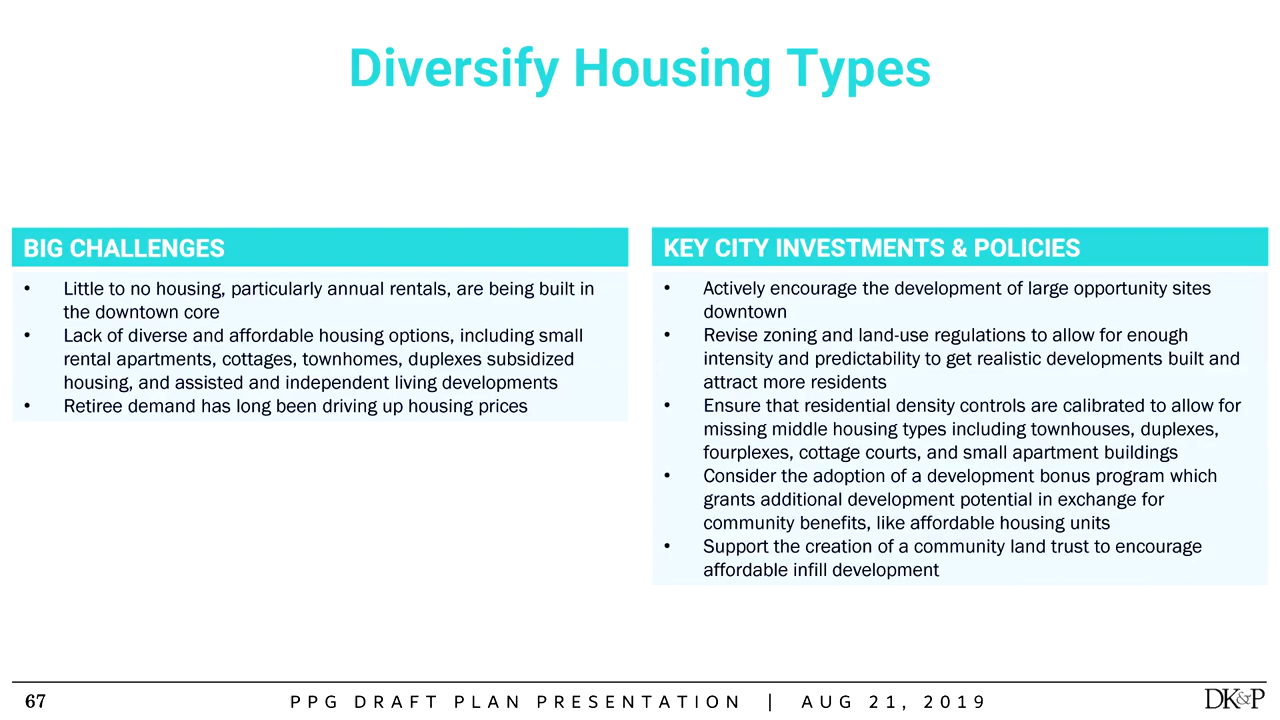 Diversify Housing Types
BIG CHALLENGES
• Little to no housing, particularly annual rentals, are being built in
the downtown core
• Lack of diverse and affordable housing options, including small
rental apartments, cottages, townhomes, duplexes subsidized
housing, and assisted and independent living developments
• Retiree demand has long been driving up housing prices
KEY CITY INVESTMENTS & POLICIES
• Actively encourage the development of large opportunity sites
downtown
• Revise zoning and land-use regulations to allow for enough
intensity and predictability to get realistic developments built and
attract more residents
• Ensure that residential density controls are calibrated to allow for
missing middle housing types including townhouses, duplexes,
fourplexes, cottage courts, and small apartment buildings
• Consider the adoption of a development bonus program which
grants additional development potential in exchange for
community benefits, like affordable housing units
• Support the creation of a community land trust to encourage
affordable infill development
67
PPG DRAFT PLAN PRESENTATION | AUG 21, 2019
DK&P